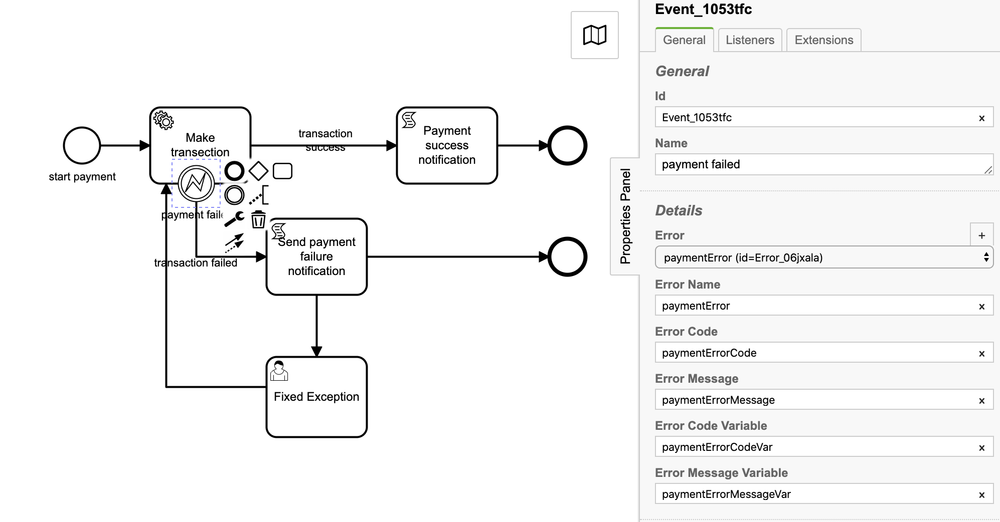 start payment
Make
transection
transaction
success
Payment
success
notification
payment
transaction failed
Send payment
failure
notification
Fixed Exception
Properties Panel
Event_1053tfc
General
Listeners
Extensions
General
Id
Event_1053tfc
x
Name
payment failed
Details
Error
+
paymentError (id=Error_06jxala)
Error Name
paymentError
x
Error Code
paymentErrorCode
x
Error Message
paymentErrorMessage
x
Error Code Variable
paymentErrorCodeVar
x
Error Message Variable
paymentErrorMessageVar
x